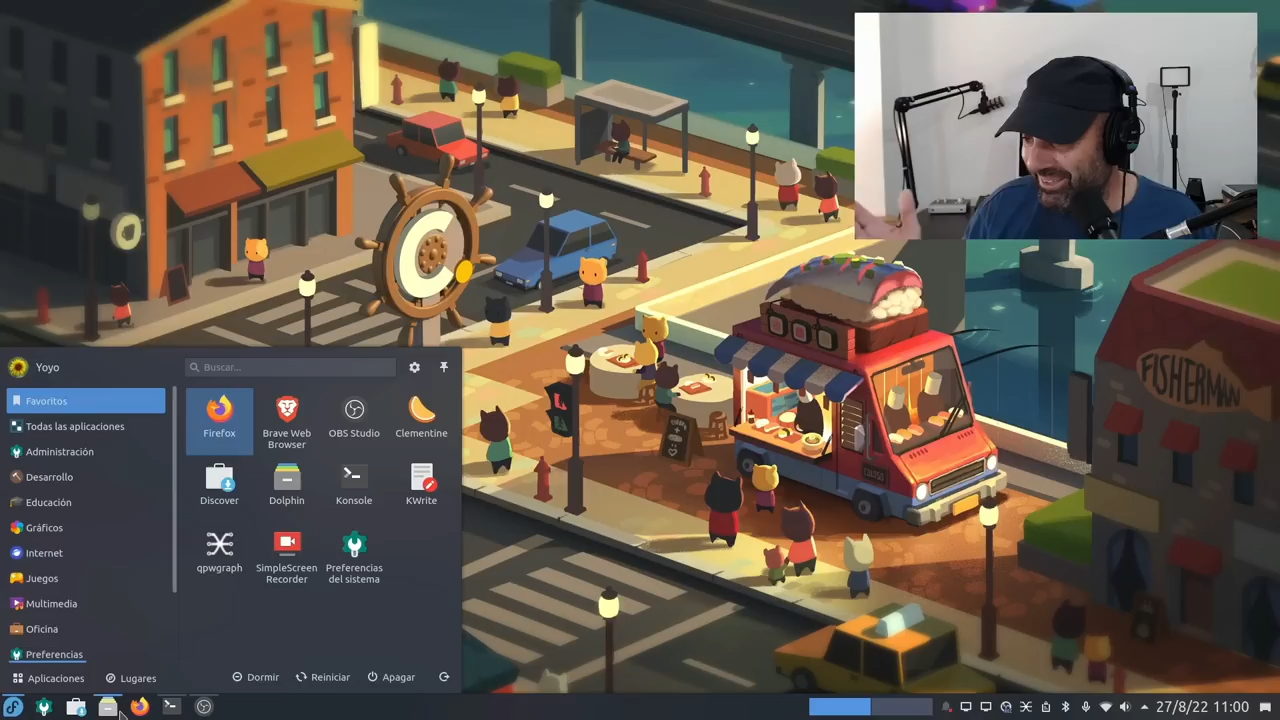 FISHERMAN
Yoyo
Buscar...
Favoritos
Todas las aplicaciones
Administración
Desarrollo
Educación
Gráficos
Internet
Juegos
Multimedia
Oficina
Preferencias
Firefox
Brave Web
Browser
OBS Studio
Clementine
Discover
Dolphin
Konsole
KWrite
qpwgraph
SimpleScreen
Recorder
Preferencias
del sistema
Aplicaciones
Lugares
Dormir
Reiniciar
Apagar
27/8/22 11:00